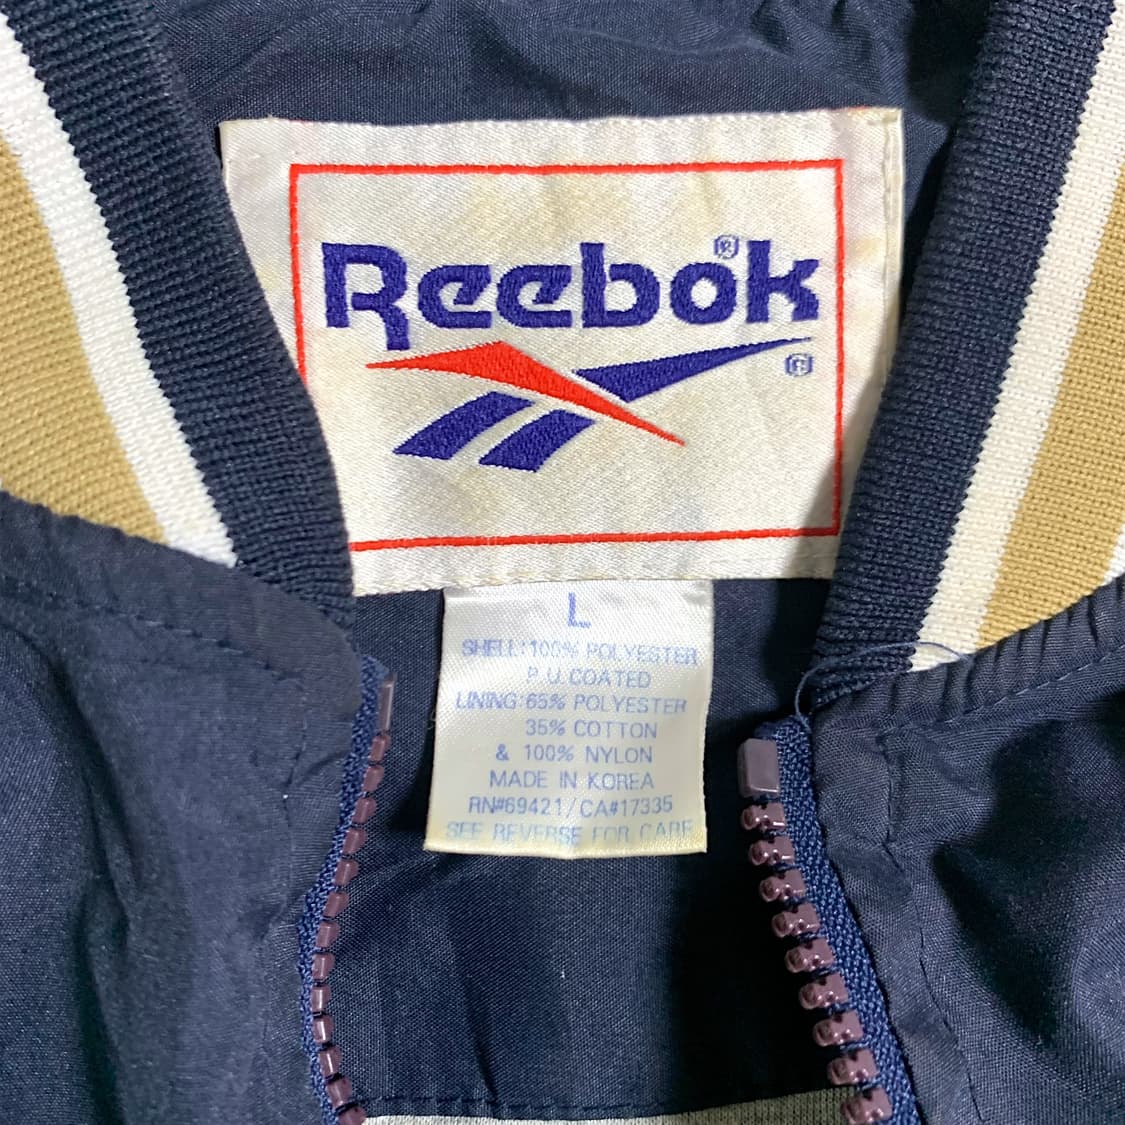 Reebok®
®
L
SHELL:100% POLYESTER
P.U.COATED
LINING:65% POLYESTER
35% COTTON
& 100% NYLON
MADE IN KOREA
RN#69421/CA#17335
SEE REVERSE FOR CARE